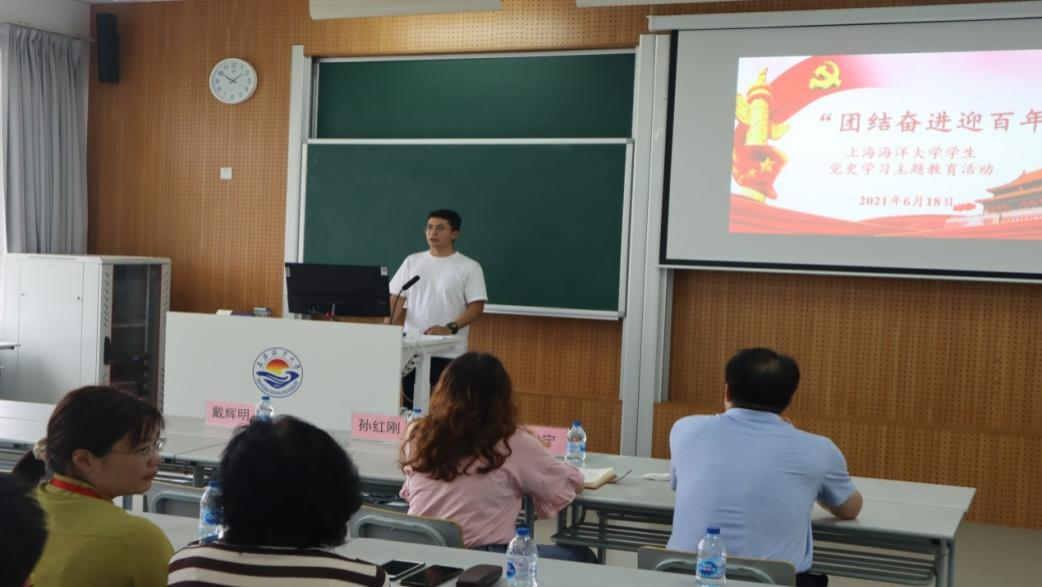 “团结奋进迎百年
上海海洋大学学生
党史学习主题教育活动
2021年6月18日
戴辉明
孙红刚